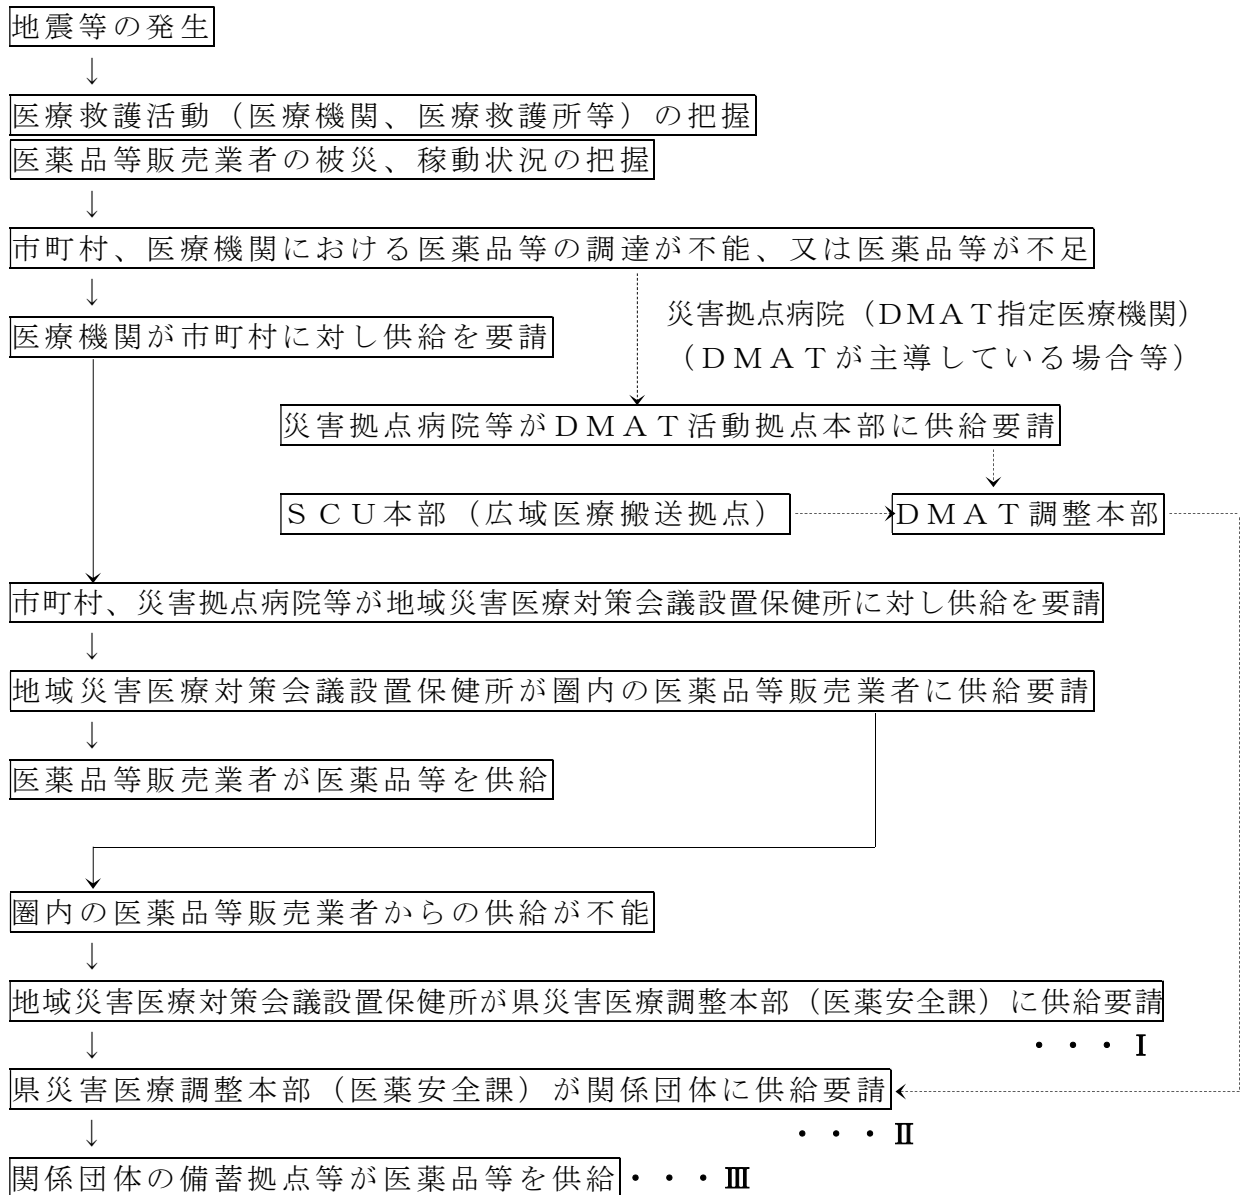 地震等の発生
↓
医療救護活動（医療機関、医療救護所等）の把握
医薬品等販売業者の被災、稼動状況の把握
↓
市町村、医療機関における医薬品等の調達が不能、又は医薬品等が不足
↓
災害拠点病院（ＤＭＡＴ指定医療機関）
医療機関が市町村に対し供給を要請
（ＤＭＡＴが主導している場合等）
災害拠点病院等がＤＭＡＴ活動拠点本部に供給要請
ＳＣＵ本部（広域医療搬送拠点）
ＤＭＡＴ調整本部
市町村、災害拠点病院等が地域災害医療対策会議設置保健所に対し供給を要請
↓
地域災害医療対策会議設置保健所が圏内の医薬品等販売業者に供給要請
↓
医薬品等販売業者が医薬品等を供給
圏内の医薬品等販売業者からの供給が不能
↓
地域災害医療対策会議設置保健所が県災害医療調整本部（医薬安全課）に供給要請
・・・Ⅰ
↓
県災害医療調整本部（医薬安全課）が関係団体に供給要請
・・・Ⅱ
↓
関係団体の備蓄拠点等が医薬品等を供給・・・Ⅲ